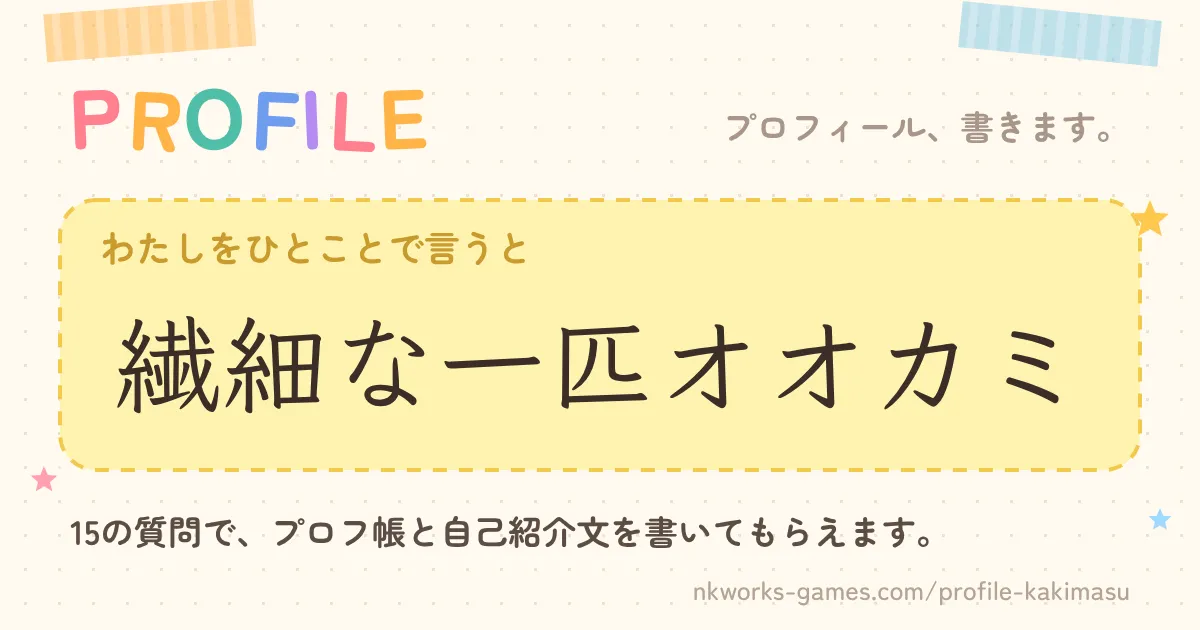 PROFILE
プロフィール、書きます。
わたしをひとことで言うと
繊細な一匹オオカミ
15の質問で、プロフ帳と自己紹介文を書いてもらえます。
nkworks-games.com/profile-kakimasu